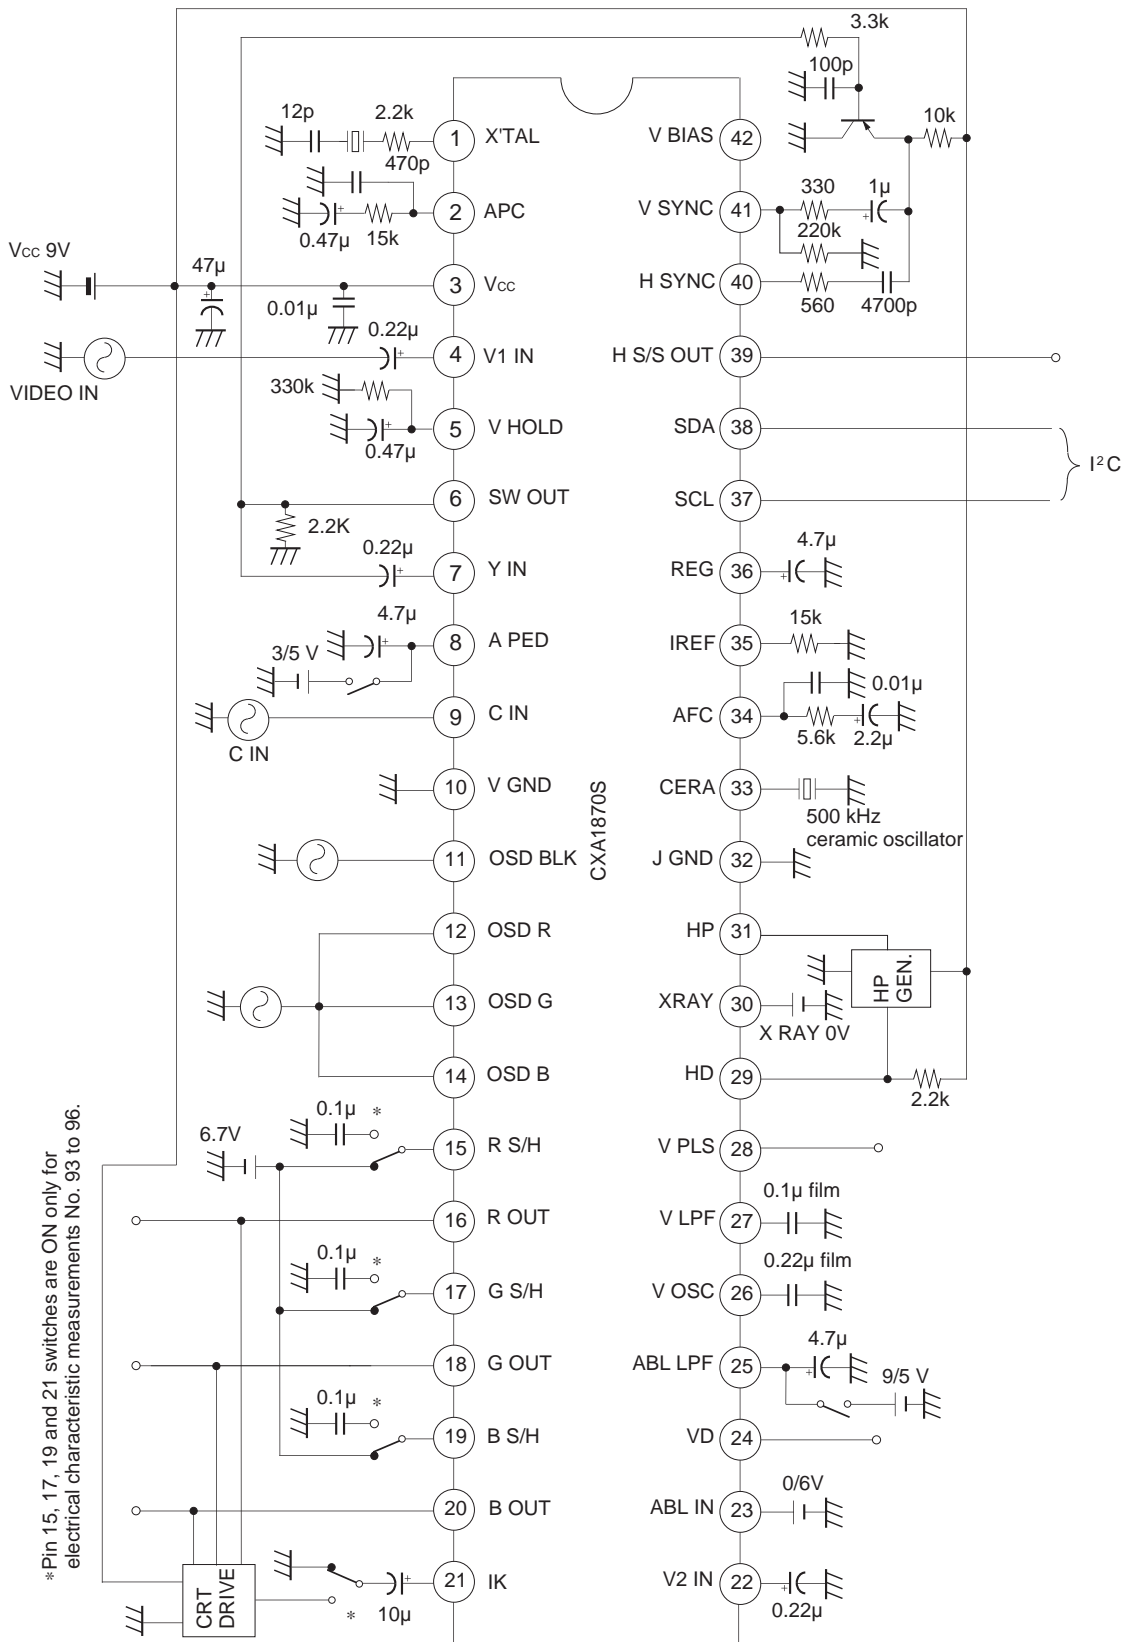 3.3k
100p
12p
2.2k
10k
1
X'TAL
V BIAS
42
470p
330
1µ
2
APC
V SYNC
41
0.47µ
15k
220k
Vcc 9V
47µ
3
Vcc
H SYNC
40
0.01µ
560
4700p
0.22µ
4
V1 IN
H S/S OUT
39
VIDEO IN
330k
5
V HOLD
SDA
38
0.47µ
I²C
6
SW OUT
SCL
37
2.2K
0.22µ
4.7µ
7
Y IN
REG
36
4.7µ
15k
8
A PED
IREF
35
3/5 V
0.01µ
9
C IN
AFC
34
5.6k
2.2µ
C IN
10
V GND
CERA
33
CXA1870S
500 kHz
ceramic oscillator
11
OSD BLK
J GND
32
12
OSD R
HP
31
HP
GEN.
13
OSD G
XRAY
30
X RAY 0V
14
OSD B
HD
29
2.2k
*Pin 15, 17, 19 and 21 switches are ON only for
electrical characteristic measurements No. 93 to 96.
0.1µ
*
6.7V
15
R S/H
V PLS
28
0.1µ film
16
R OUT
V LPF
27
0.1µ
*
0.22µ film
17
G S/H
V OSC
26
4.7µ
18
G OUT
ABL LPF
25
9/5 V
0.1µ
*
19
B S/H
VD
24
0/6V
20
B OUT
ABL IN
23
21
IK
V2 IN
22
CRT
DRIVE
*
10µ
0.22µ